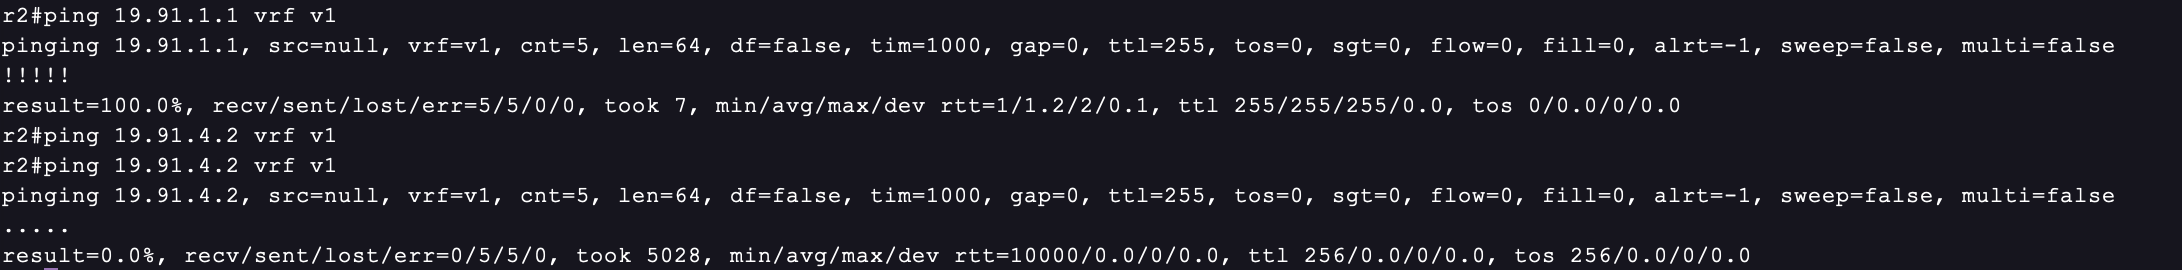 r2#ping 19.91.1.1 vrf v1
pinging 19.91.1.1, src=null, vrf=v1, cnt=5, len=64, df=false, tim=1000, gap=0, ttl=255, tos=0, sgt=0, flow=0, fill=0, alrt=-1, sweep=false, multi=false
!!!!!
result=100.0%, recv/sent/lost/err=5/5/0/0, took 7, min/avg/max/dev rtt=1/1.2/2/0.1, ttl 255/255/255/0.0, tos 0/0.0/0/0.0
r2#ping 19.91.4.2 vrf v1
r2#ping 19.91.4.2 vrf v1
pinging 19.91.4.2, src=null, vrf=v1, cnt=5, len=64, df=false, tim=1000, gap=0, ttl=255, tos=0, sgt=0, flow=0, fill=0, alrt=-1, sweep=false, multi=false
.....
result=0.0%, recv/sent/lost/err=0/5/5/0, took 5028, min/avg/max/dev rtt=10000/0.0/0/0.0, ttl 256/0.0/0/0.0, tos 256/0.0/0/0.0